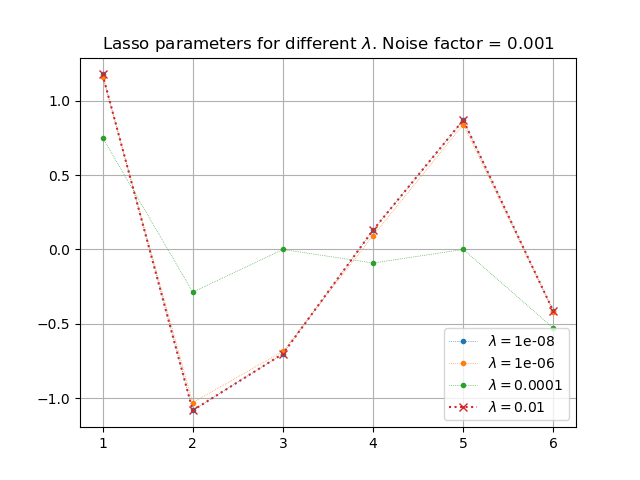 Lasso parameters for different λ. Noise factor = 0.001
1.0
0.5
0.0
−0.5
−1.0
1 2 3 4 5 6
λ = 1e-08
λ = 1e-06
λ = 0.0001
λ = 0.01